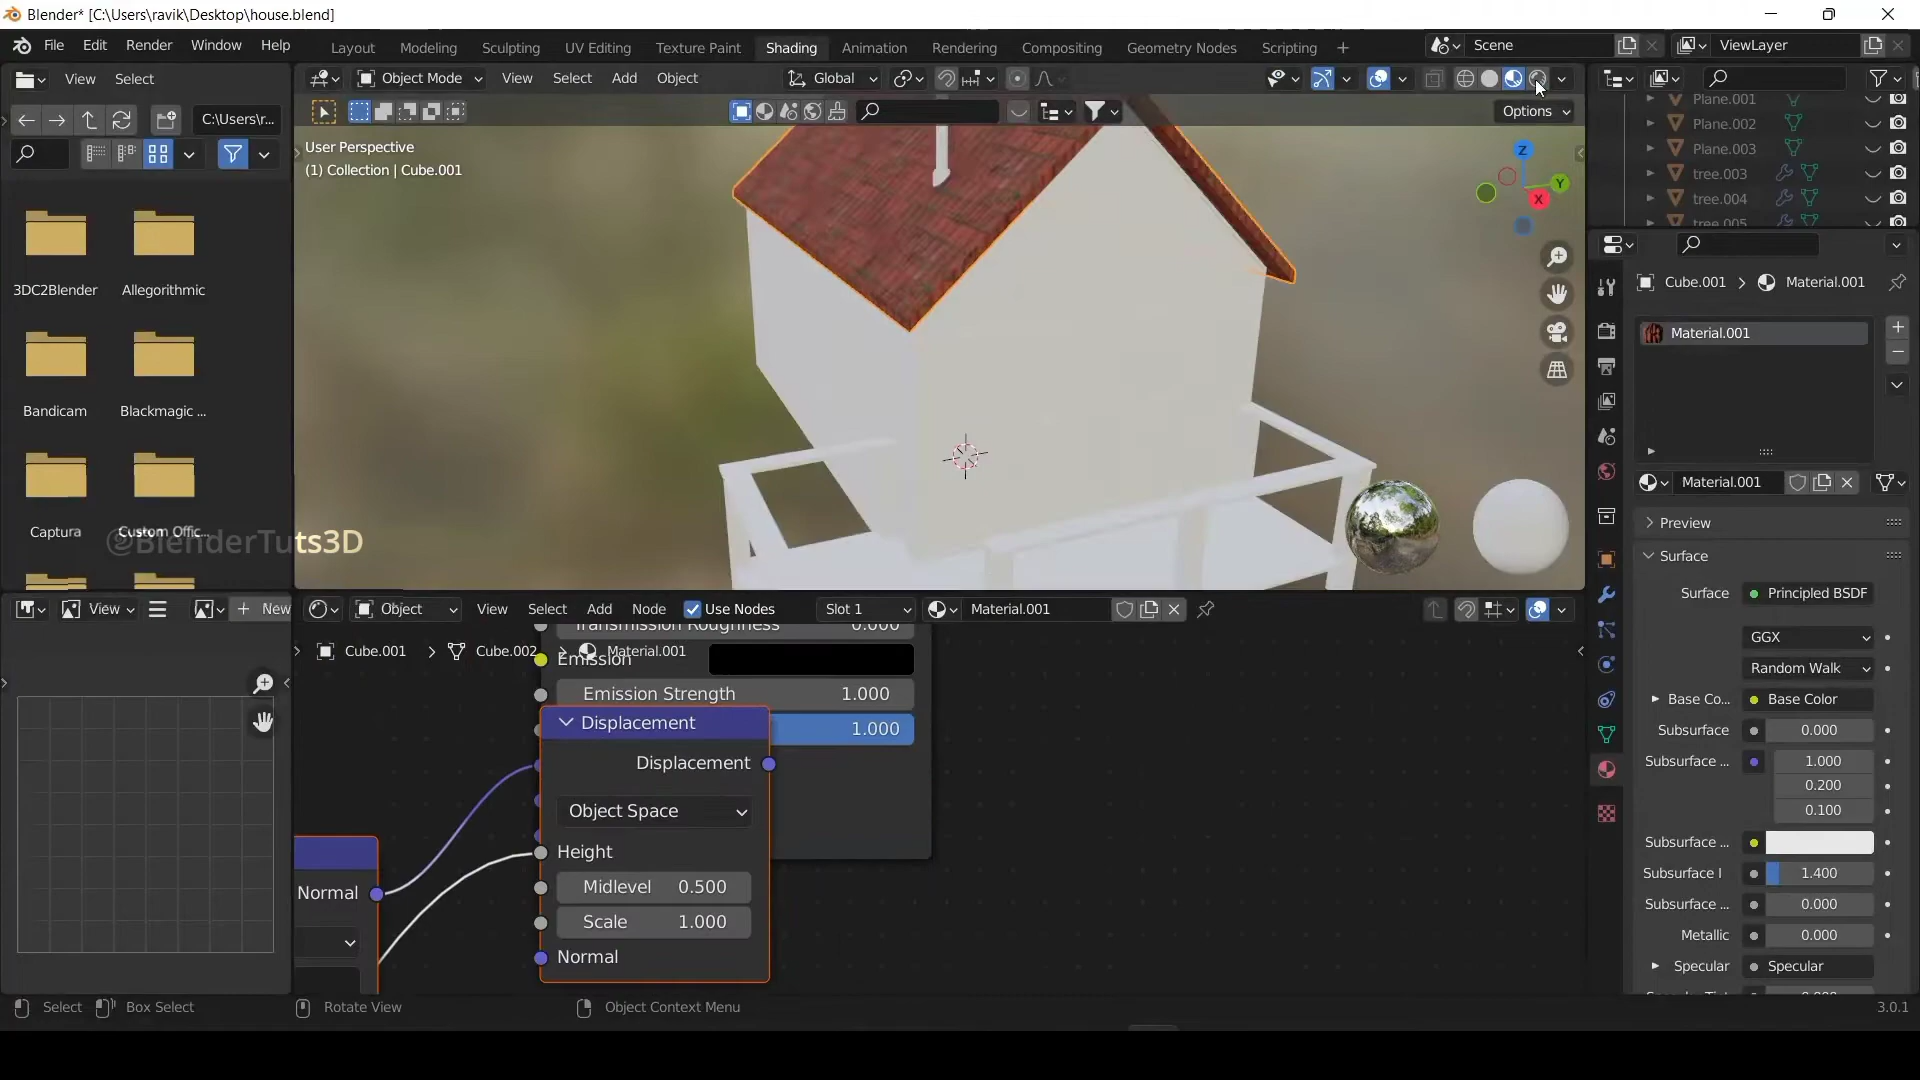 Blender* [C:\Users\ravik\Desktop\house.blend]
File Edit Render Window Help
Layout Modeling Sculpting UV Editing Texture Paint Shading Animation Rendering Compositing Geometry Nodes Scripting
Scene
ViewLayer
View Select
Object Mode View Select Add Object
Global
C:\Users\r...
Options
User Perspective
(1) Collection | Cube.001
Z
Y
X
Plane.001
Plane.002
Plane.003
tree.003
tree.004
tree.005
3DC2Blender Allegorithmic
Bandicam Blackmagic ...
Captura Custom Offic...
@BlenderTuts3D
Cube.001 > Material.001
Material.001
Material.001
Preview
Surface
Surface Principled BSDF
GGX
Random Walk
Base Co... Base Color
Subsurface 0.000
Subsurface ... 1.000
0.200
0.100
Subsurface ...
Subsurface I 1.400
Subsurface ... 0.000
Metallic 0.000
Specular Specular
View
New
Object View Select Add Node Use Nodes Slot 1 Material.001
Cube.001 > Cube.002 > Material.001
Transmission Roughness 0.000
Emission
Emission Strength 1.000
1.000
Displacement
Displacement
Object Space
Height
Midlevel 0.500
Scale 1.000
Normal
Normal
Select Box Select Rotate View Object Context Menu 3.0.1